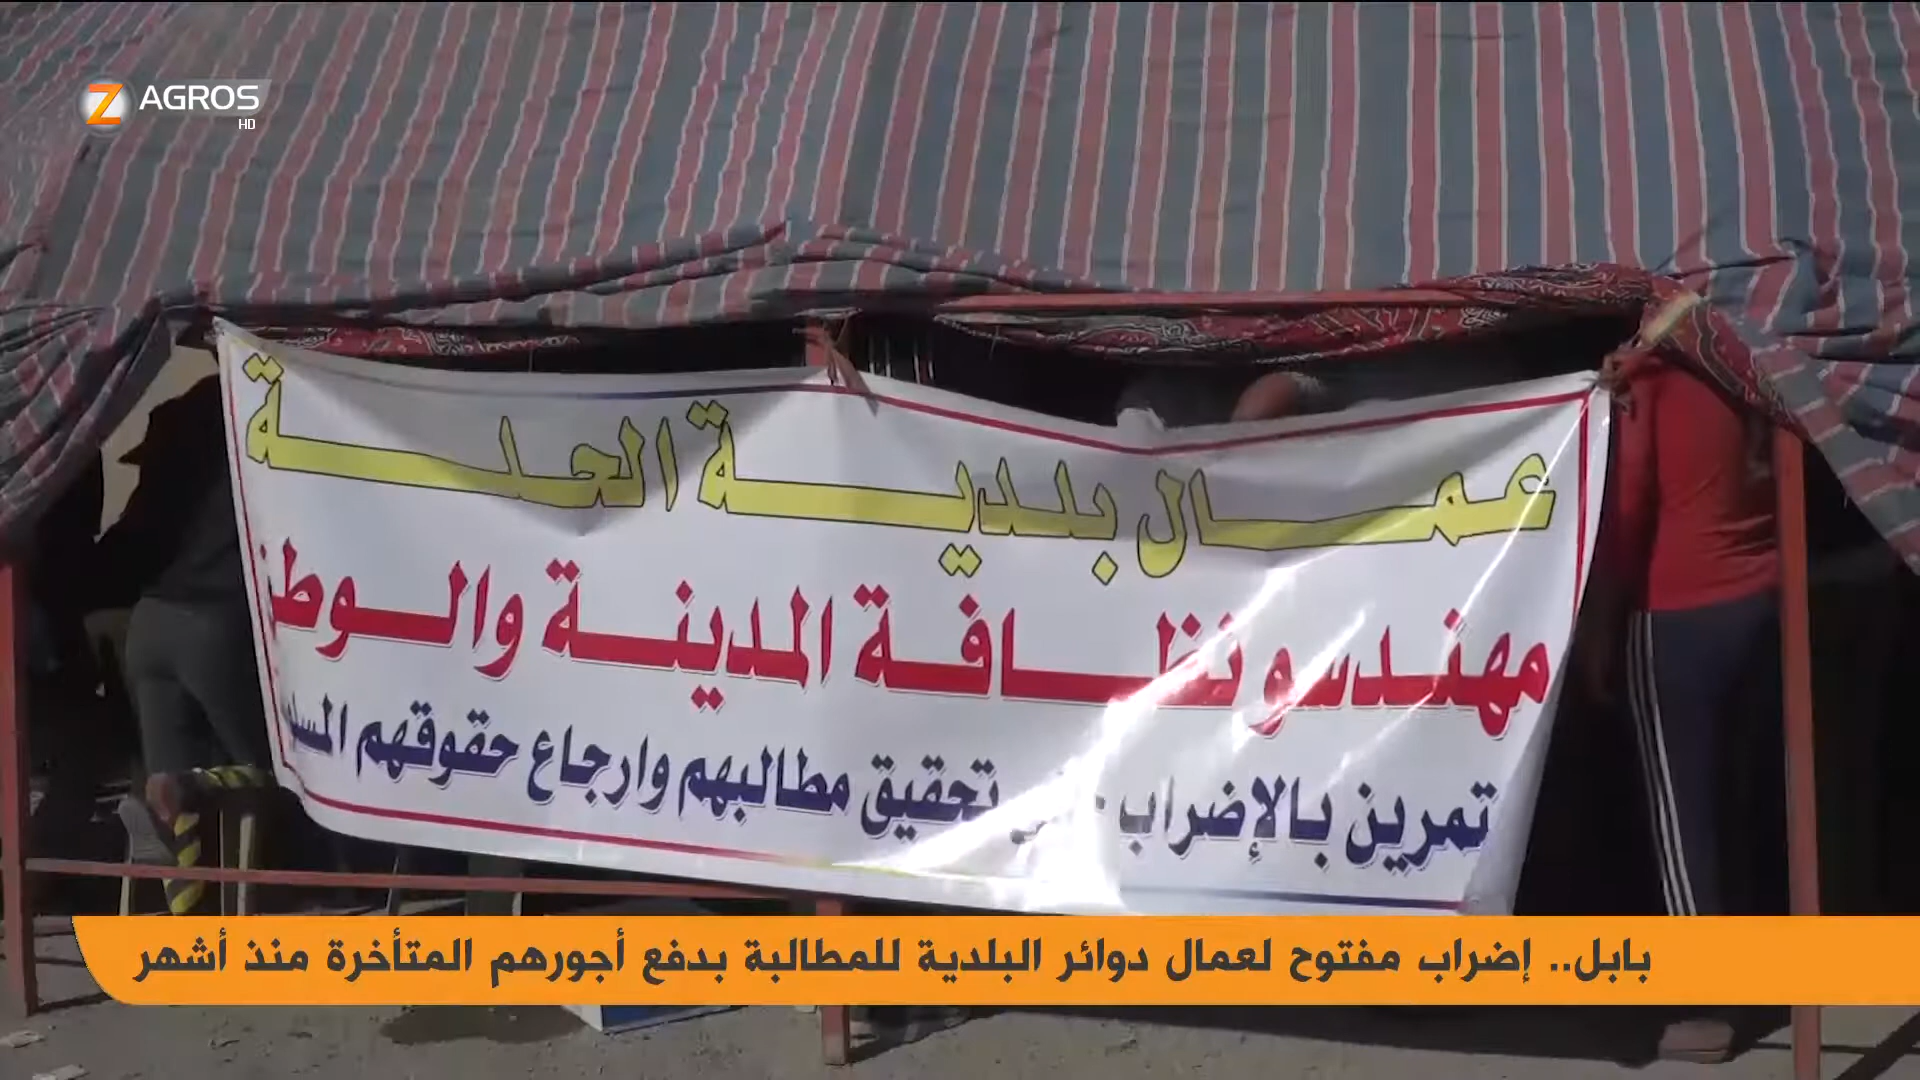 Z AGROS
HD
عمال بلدية الحلة
مهندسو نظافة المدينة والوطن
تمرين بالإضراب تحقيق مطالبهم وارجاع حقوقهم
بابل.. إضراب مفتوح لعمال دوائر البلدية للمطالبة بدفع أجورهم المتأخرة منذ أشهر